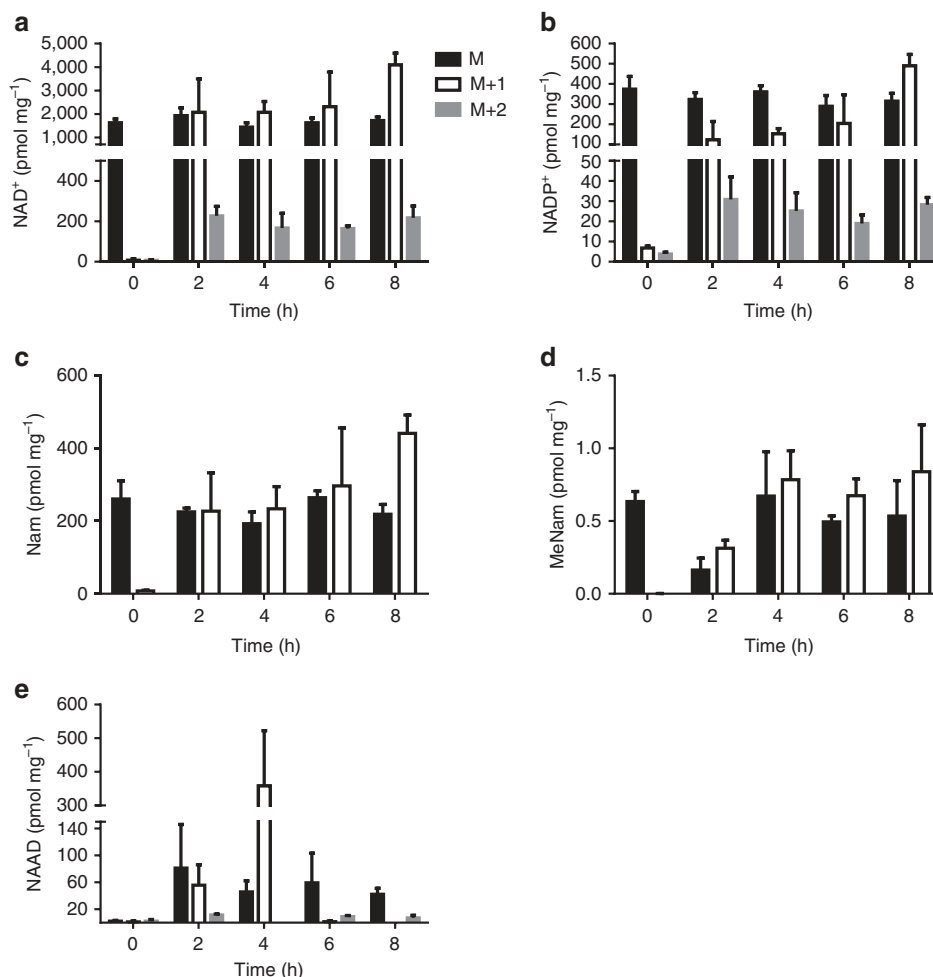 a
5,000
4,000
3,000
2,000
1,000
400
200
0
NAD⁺ (pmol mg⁻¹)
0 2 4 6 8
Time (h)
M
M+1
M+2
b
600
500
400
300
200
100
50
40
30
20
10
0
NADP⁺ (pmol mg⁻¹)
0 2 4 6 8
Time (h)
c
600
400
200
0
Nam (pmol mg⁻¹)
0 2 4 6 8
Time (h)
d
1.5
1.0
0.5
0.0
MeNam (pmol mg⁻¹)
0 2 4 6 8
Time (h)
e
600
500
400
300
140
100
60
20
NAAD (pmol mg⁻¹)
0 2 4 6 8
Time (h)